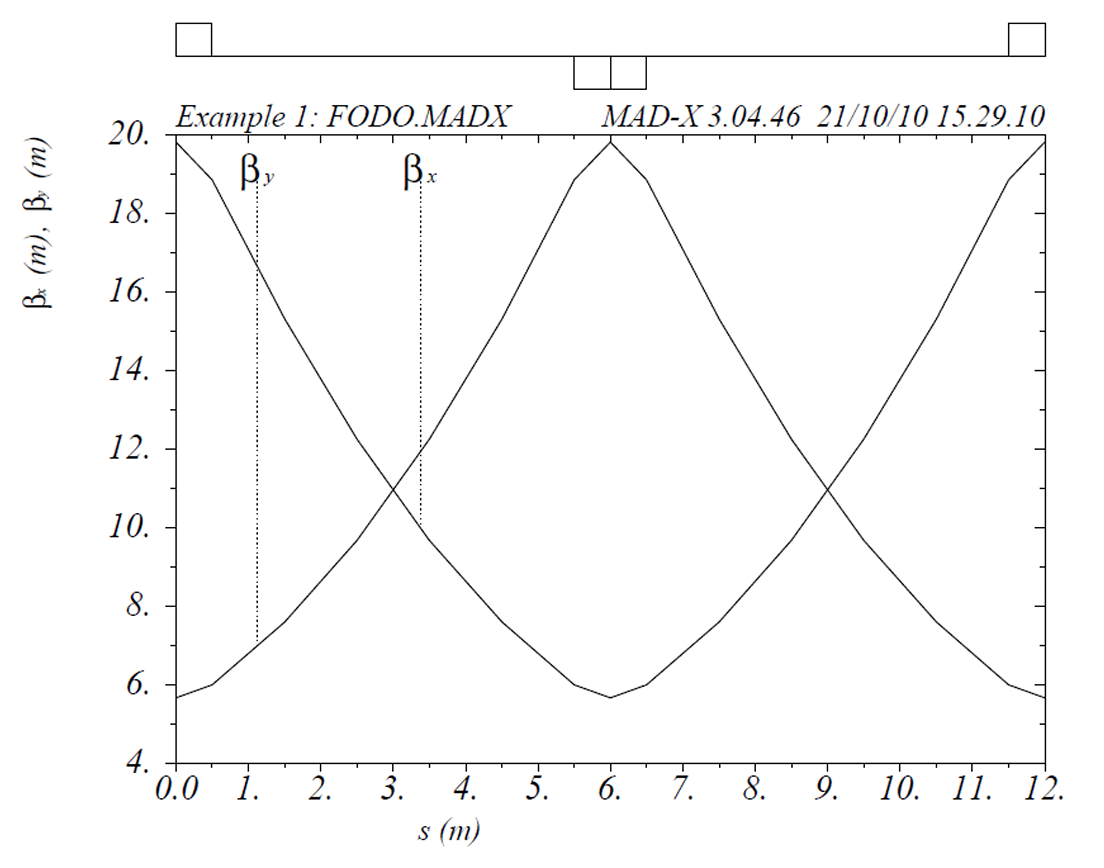 Example 1: FODO.MADX MAD-X 3.04.46 21/10/10 15.29.10
βx (m), βy (m)
20.
18.
16.
14.
12.
10.
8.
6.
4.
βy βx
0.0 1. 2. 3. 4. 5. 6. 7. 8. 9. 10. 11. 12.
s (m)